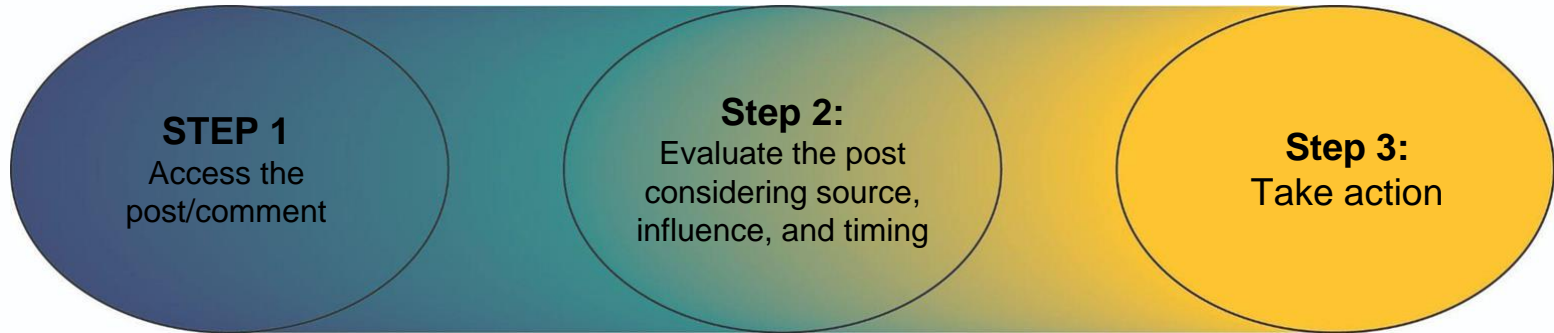 STEP 1
Access the
post/comment
Step 2:
Evaluate the post
considering source,
influence, and timing
Step 3:
Take action